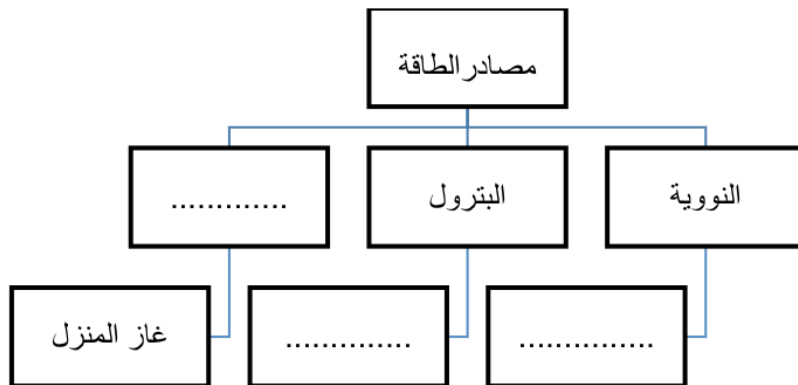 مصادر الطاقة
النووية
البترول
.............
...............
..............
غاز المنزل